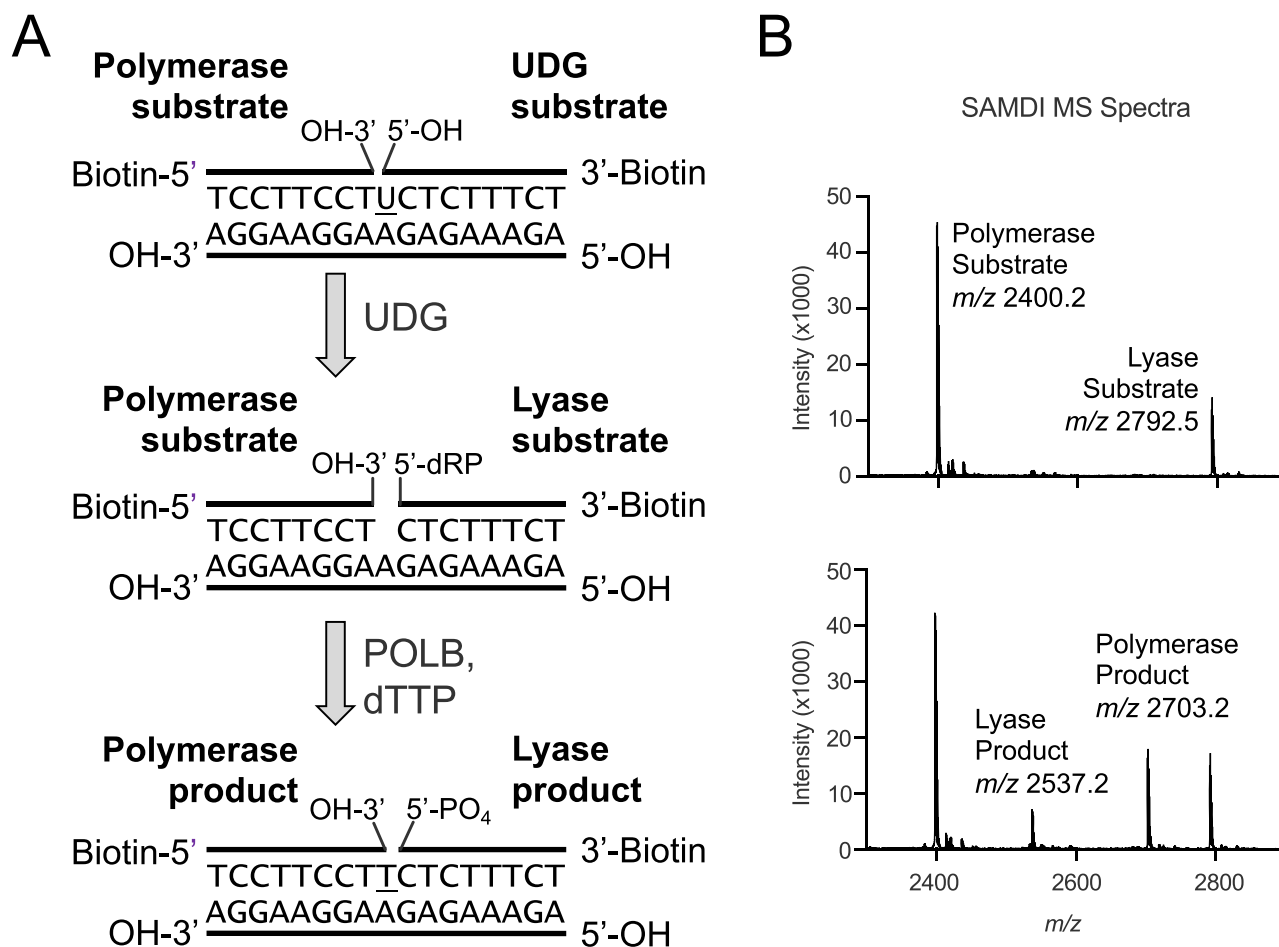 A
Polymerase
substrate
UDG
substrate
OH-3' 5'-OH
Biotin-5'
3'-Biotin
TCCTTCCTUCTCTTTCT
AGGAAGGAAGAGAAAGA
OH-3'
5'-OH
UDG
Polymerase
substrate
Lyase
substrate
OH-3' 5'-dRP
Biotin-5'
3'-Biotin
TCCTTCCT CTCTTTCT
AGGAAGGAAGAGAAAGA
OH-3'
5'-OH
POLB,
dTTP
Polymerase
product
Lyase
product
OH-3' 5'-PO4
Biotin-5'
3'-Biotin
TCCTTCCTTCTCTTTCT
AGGAAGGAAGAGAAAGA
OH-3'
5'-OH
B
SAMDI MS Spectra
Intensity (x1000)
50
40
30
20
10
0
Polymerase
Substrate
m/z 2400.2
Lyase
Substrate
m/z 2792.5
Intensity (x1000)
50
40
30
20
10
0
Lyase
Product
m/z 2537.2
Polymerase
Product
m/z 2703.2
2400 2600 2800
m/z